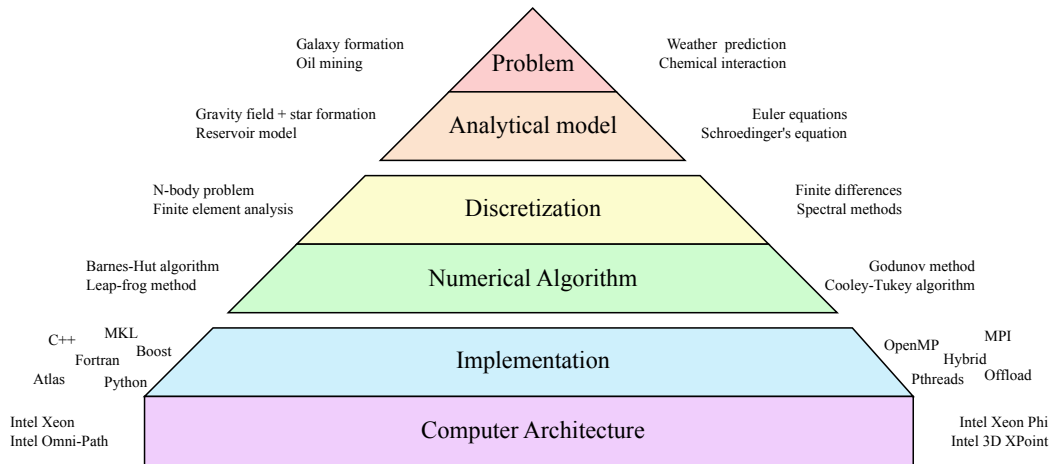 Galaxy formation
Oil mining
Problem
Weather prediction
Chemical interaction
Gravity field + star formation
Reservoir model
Analytical model
Euler equations
Schroedinger's equation
N-body problem
Finite element analysis
Discretization
Finite differences
Spectral methods
Barnes-Hut algorithm
Leap-frog method
Numerical Algorithm
Godunov method
Cooley-Tukey algorithm
C++
MKL
Boost
Fortran
Atlas
Python
Implementation
OpenMP
MPI
Hybrid
Pthreads
Offload
Intel Xeon
Intel Omni-Path
Computer Architecture
Intel Xeon Phi
Intel 3D XPoint